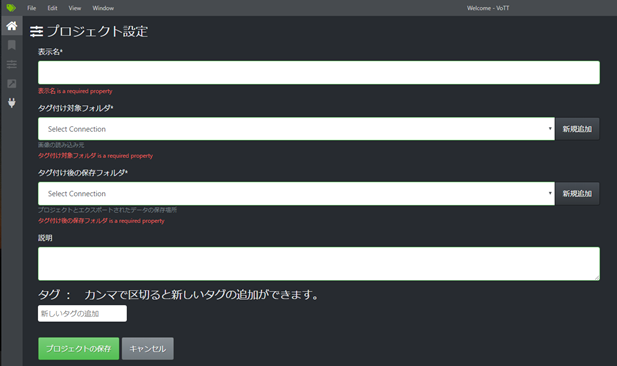 File Edit View Window Welcome - VoTT
プロジェクト設定
表示名*
表示名 is a required property
タグ付け対象フォルダ*
Select Connection 新規追加
画像の読み込み元
タグ付け対象フォルダ is a required property
タグ付け後の保存フォルダ*
Select Connection 新規追加
プロジェクトとエクスポートされたデータの保存場所
タグ付け後の保存フォルダ is a required property
説明
タグ : カンマで区切ると新しいタグの追加ができます。
新しいタグの追加
プロジェクトの保存 キャンセル